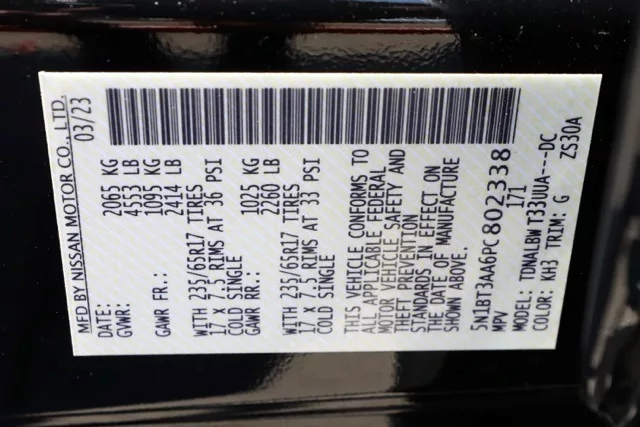 MFD BY NISSAN MOTOR CO., LTD.
DATE: 03/23
GVWR: 2065 KG
4553 LB
GAWR FR.: 1095 KG
2414 LB
WITH 235/65R17 TIRES
17 X 7.5 RIMS AT 36 PSI
COLD SINGLE
GAWR RR.: 1025 KG
2260 LB
WITH 235/65R17 TIRES
17 X 7.5 RIMS AT 33 PSI
COLD SINGLE
THIS VEHICLE CONFORMS TO
ALL APPLICABLE FEDERAL
MOTOR VEHICLE SAFETY AND
THEFT PREVENTION
STANDARDS IN EFFECT ON
THE DATE OF MANUFACTURE
SHOWN ABOVE.
5N1BT3AA6PC802338
MPV 171
MODEL: TDNALBW T33UUA---DC
COLOR: KH3 TRIM: G ZS30A